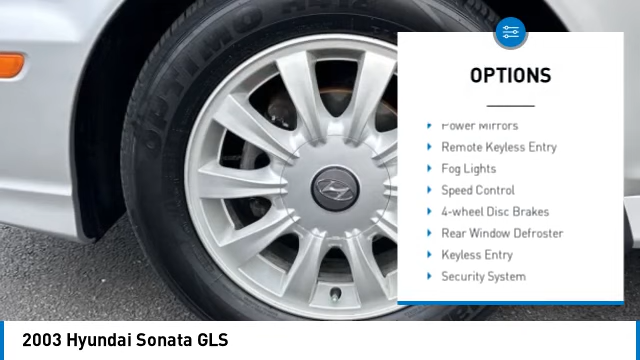 OPTIMO
OPTIONS
Power Mirrors
Remote Keyless Entry
Fog Lights
Speed Control
4-wheel Disc Brakes
Rear Window Defroster
Keyless Entry
Security System
2003 Hyundai Sonata GLS